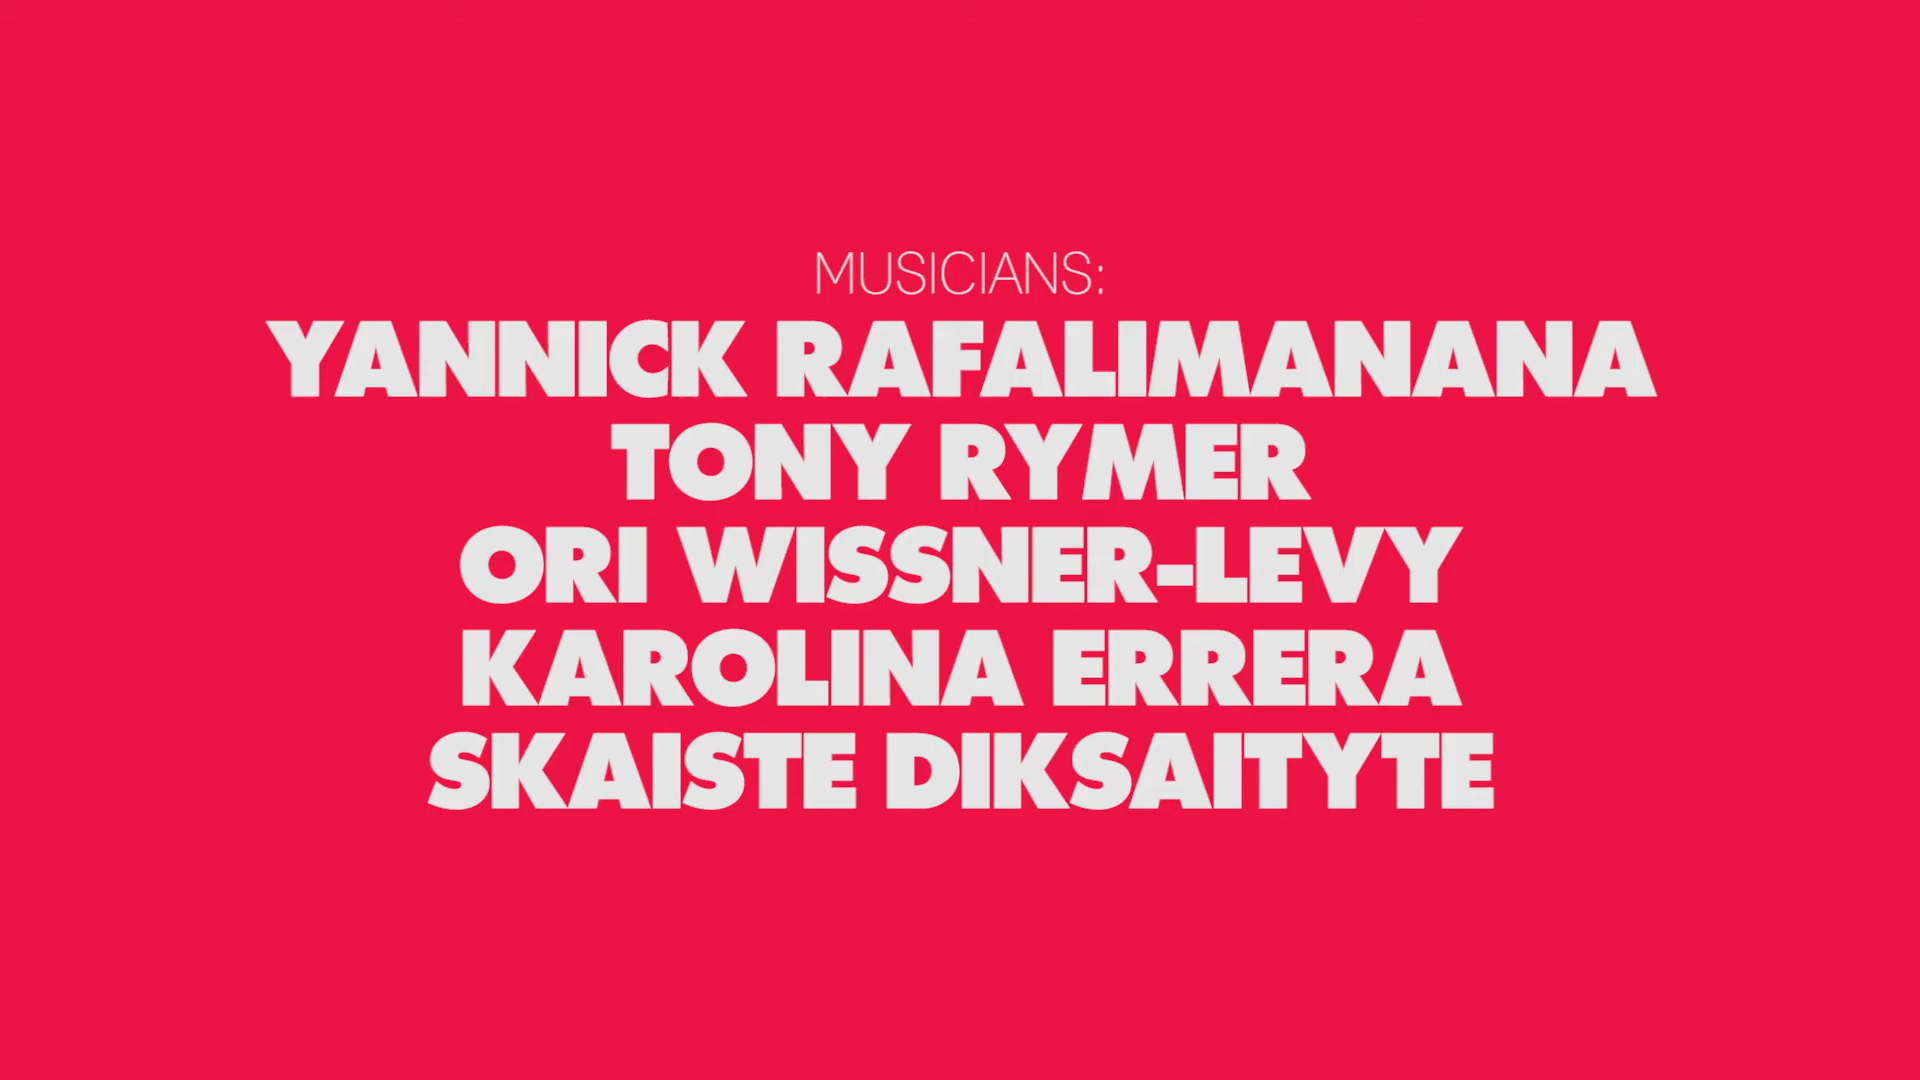 MUSICIANS:
YANNICK RAFALIMANANA
TONY RYMER
ORI WISSNER-LEVY
KAROLINA ERRERA
SKAISTE DIKSAITYTE